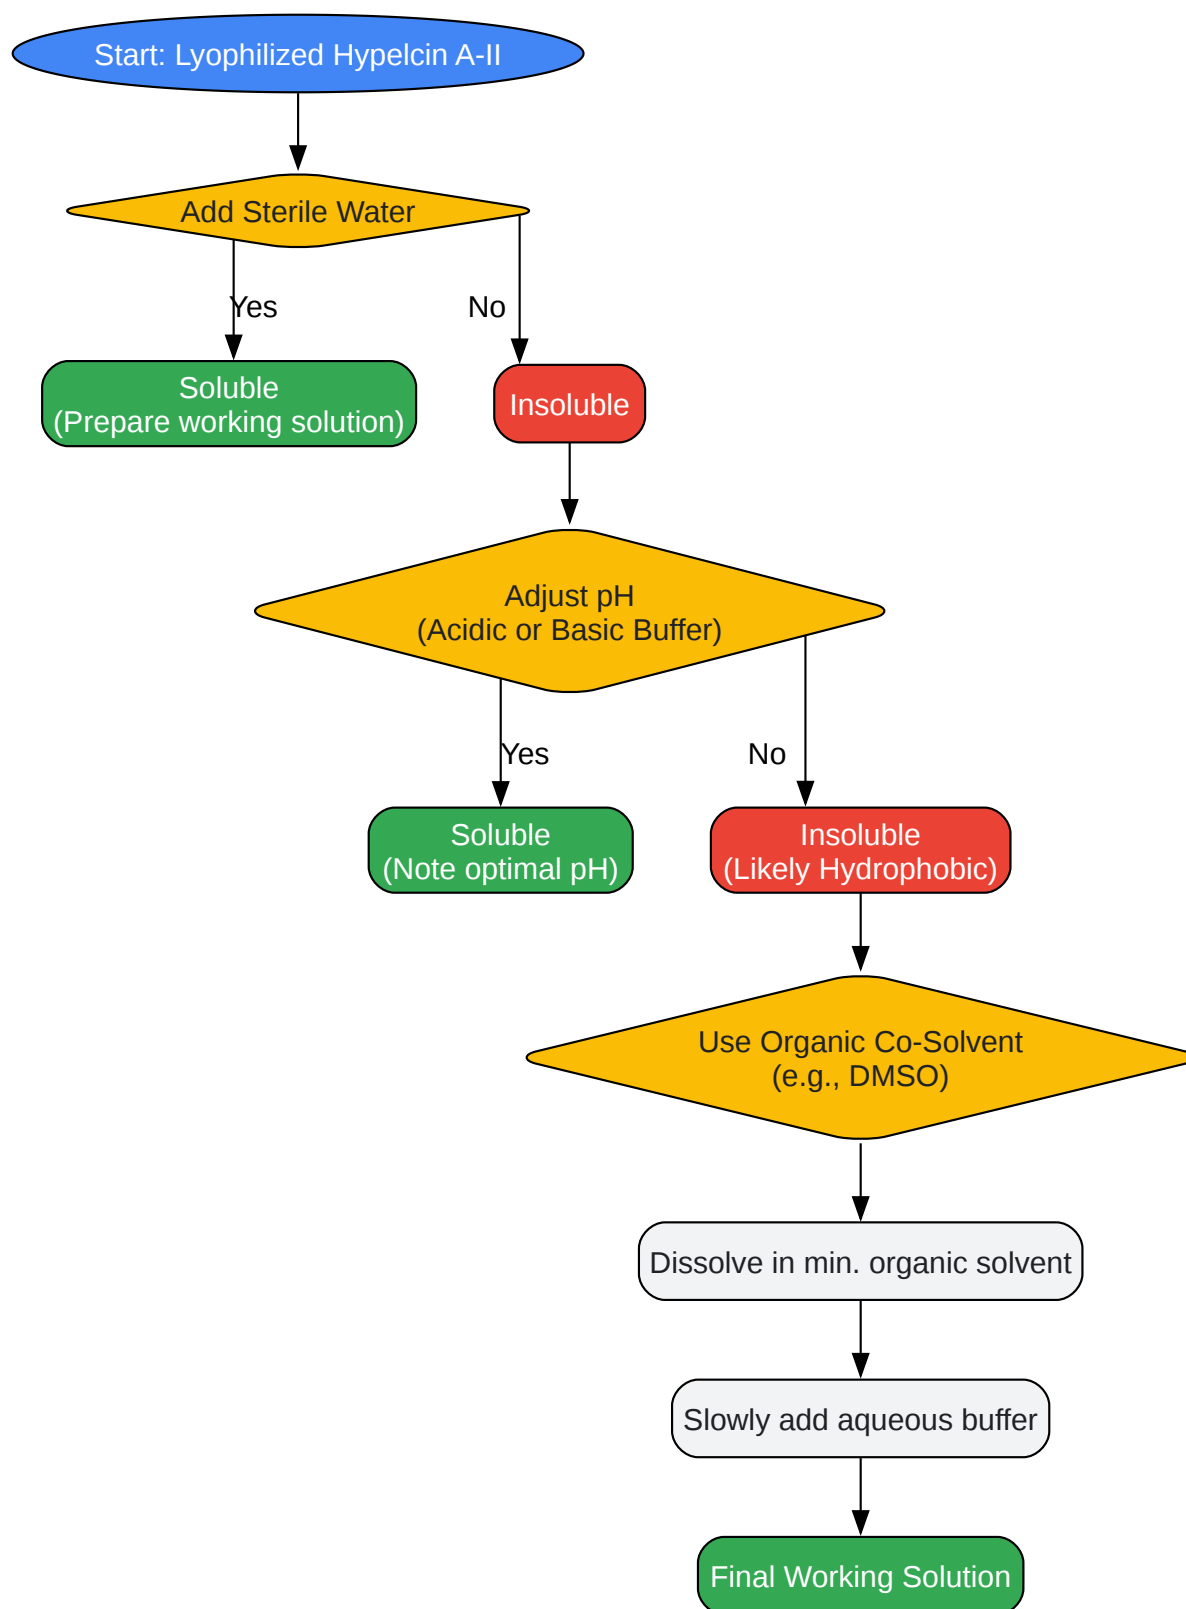 Start: Lyophilized Hypelcin A-II
Add Sterile Water
Yes
No
Soluble
(Prepare working solution)
Insoluble
Adjust pH
(Acidic or Basic Buffer)
Yes
No
Soluble
(Note optimal pH)
Insoluble
(Likely Hydrophobic)
Use Organic Co-Solvent
(e.g., DMSO)
Dissolve in min. organic solvent
Slowly add aqueous buffer
Final Working Solution